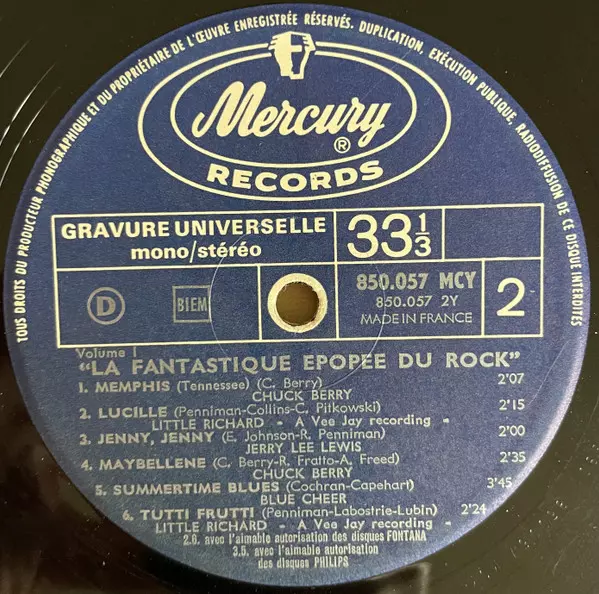 TOUS DROITS DU PRODUCTEUR PHONOGRAPHIQUE ET DU PROPRIÉTAIRE DE L'ŒUVRE ENREGISTRÉE RÉSERVÉS. DUPLICATION, EXÉCUTION PUBLIQUE, RADIODIFFUSION DE CE DISQUE INTERDITES
Mercury ®
RECORDS
GRAVURE UNIVERSELLE
mono/stéréo
33 1/3
D
BIEM
850.057 MCY
850.057 2Y
MADE IN FRANCE
2
Volume I
"LA FANTASTIQUE EPOPEE DU ROCK"
1. MEMPHIS (Tennessee) (C. Berry) 2'07
CHUCK BERRY
2. LUCILLE (Penniman-Collins-C. Pitkowski) 2'15
LITTLE RICHARD - A Vee Jay recording -
3. JENNY, JENNY (E. Johnson-R. Penniman) 2'00
JERRY LEE LEWIS
4. MAYBELLENE (C. Berry-R. Fratto-A. Freed) 2'35
CHUCK BERRY
5. SUMMERTIME BLUES (Cochran-Capehart) 3'45
BLUE CHEER
6. TUTTI FRUTTI (Penniman-Labostrie-Lubin) 2'24
LITTLE RICHARD - A Vee Jay recording -
2.6. avec l'aimable autorisation des disques FONTANA
3.5. avec l'aimable autorisation
des disques PHILIPS